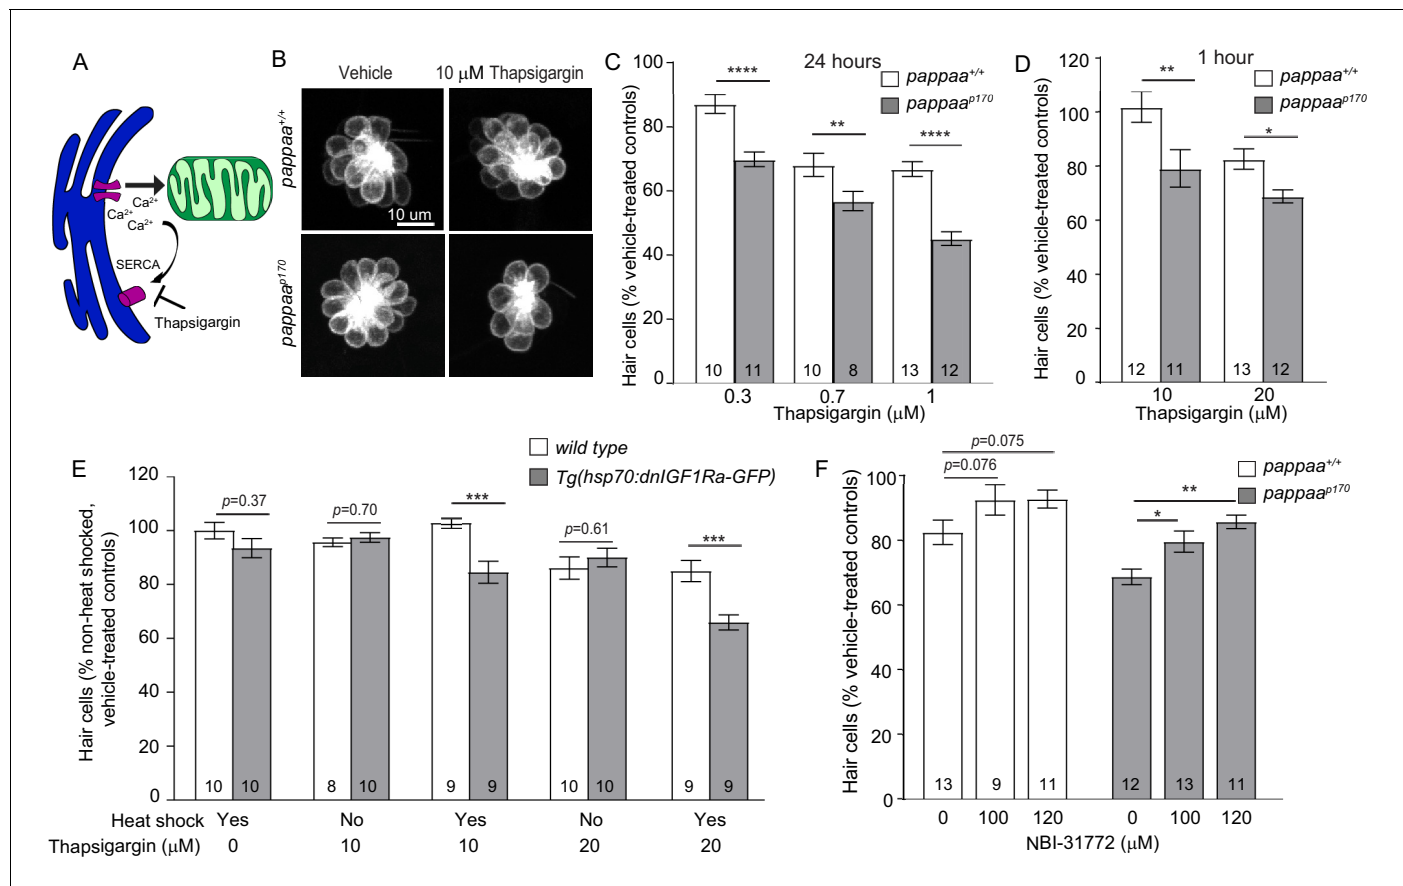 A
Ca²⁺
Ca²⁺
Ca²⁺
SERCA
Thapsigargin
B
Vehicle
10 µM Thapsigargin
pappaa⁺/⁺
10 um
pappaaᵖ¹⁷⁰
C
24 hours
pappaa⁺/⁺
pappaaᵖ¹⁷⁰
Hair cells (% vehicle-treated controls)
100
80
60
40
20
0
****
**
****
10 11 10 8 13 12
0.3 0.7 1
Thapsigargin (µM)
D
1 hour
pappaa⁺/⁺
pappaaᵖ¹⁷⁰
Hair cells (% vehicle-treated controls)
120
100
80
60
40
20
0
**
*
12 11 13 12
10 20
Thapsigargin (µM)
E
wild type
Tg(hsp70:dnIGF1Ra-GFP)
Hair cells (% non-heat shocked,
vehicle-treated controls)
120
100
80
60
40
20
0
p=0.37
p=0.70
***
p=0.61
***
10 10 8 10 9 9 10 10 9 9
Heat shock Yes No Yes No Yes
Thapsigargin (µM) 0 10 10 20 20
F
pappaa⁺/⁺
pappaaᵖ¹⁷⁰
Hair cells (% vehicle-treated controls)
100
80
60
40
20
0
p=0.075
p=0.076
**
*
13 9 11 12 13 11
0 100 120 0 100 120
NBI-31772 (µM)